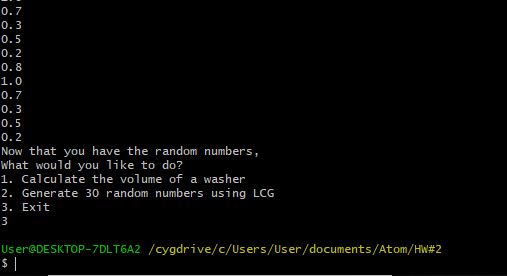 0.7
0.3
0.5
0.2
0.8
1.0
0.7
0.3
0.5
0.2
Now that you have the random numbers,
What would you like to do?
1. Calculate the volume of a washer
2. Generate 30 random numbers using LCG
3. Exit
3
User@DESKTOP-7DLT6A2 /cygdrive/c/Users/User/documents/Atom/HW#2
$